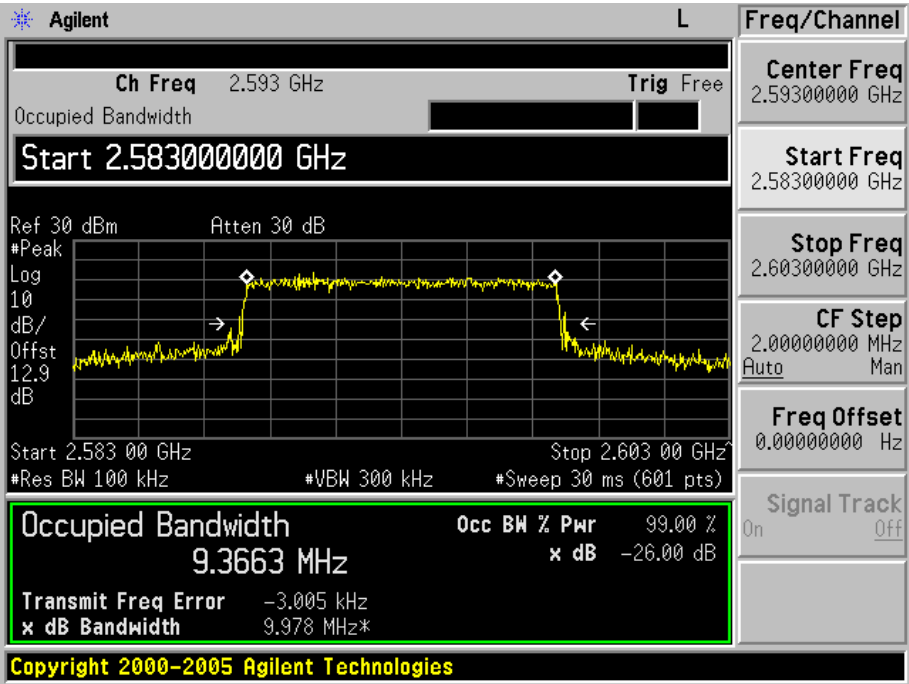 Agilent L
Freq/Channel
Ch Freq 2.593 GHz Trig Free
Occupied Bandwidth
Start 2.583000000 GHz
Ref 30 dBm Atten 30 dB
#Peak
Log
10
dB/
Offst
12.9
dB
Start 2.583 00 GHz Stop 2.603 00 GHz^
#Res BW 100 kHz #VBW 300 kHz #Sweep 30 ms (601 pts)
Occupied Bandwidth
9.3663 MHz
Occ BW % Pwr 99.00 %
x dB -26.00 dB
Transmit Freq Error -3.005 kHz
x dB Bandwidth 9.978 MHz*
Center Freq
2.59300000 GHz
Start Freq
2.58300000 GHz
Stop Freq
2.60300000 GHz
CF Step
2.00000000 MHz
Auto Man
Freq Offset
0.00000000 Hz
Signal Track
On Off
Copyright 2000-2005 Agilent Technologies